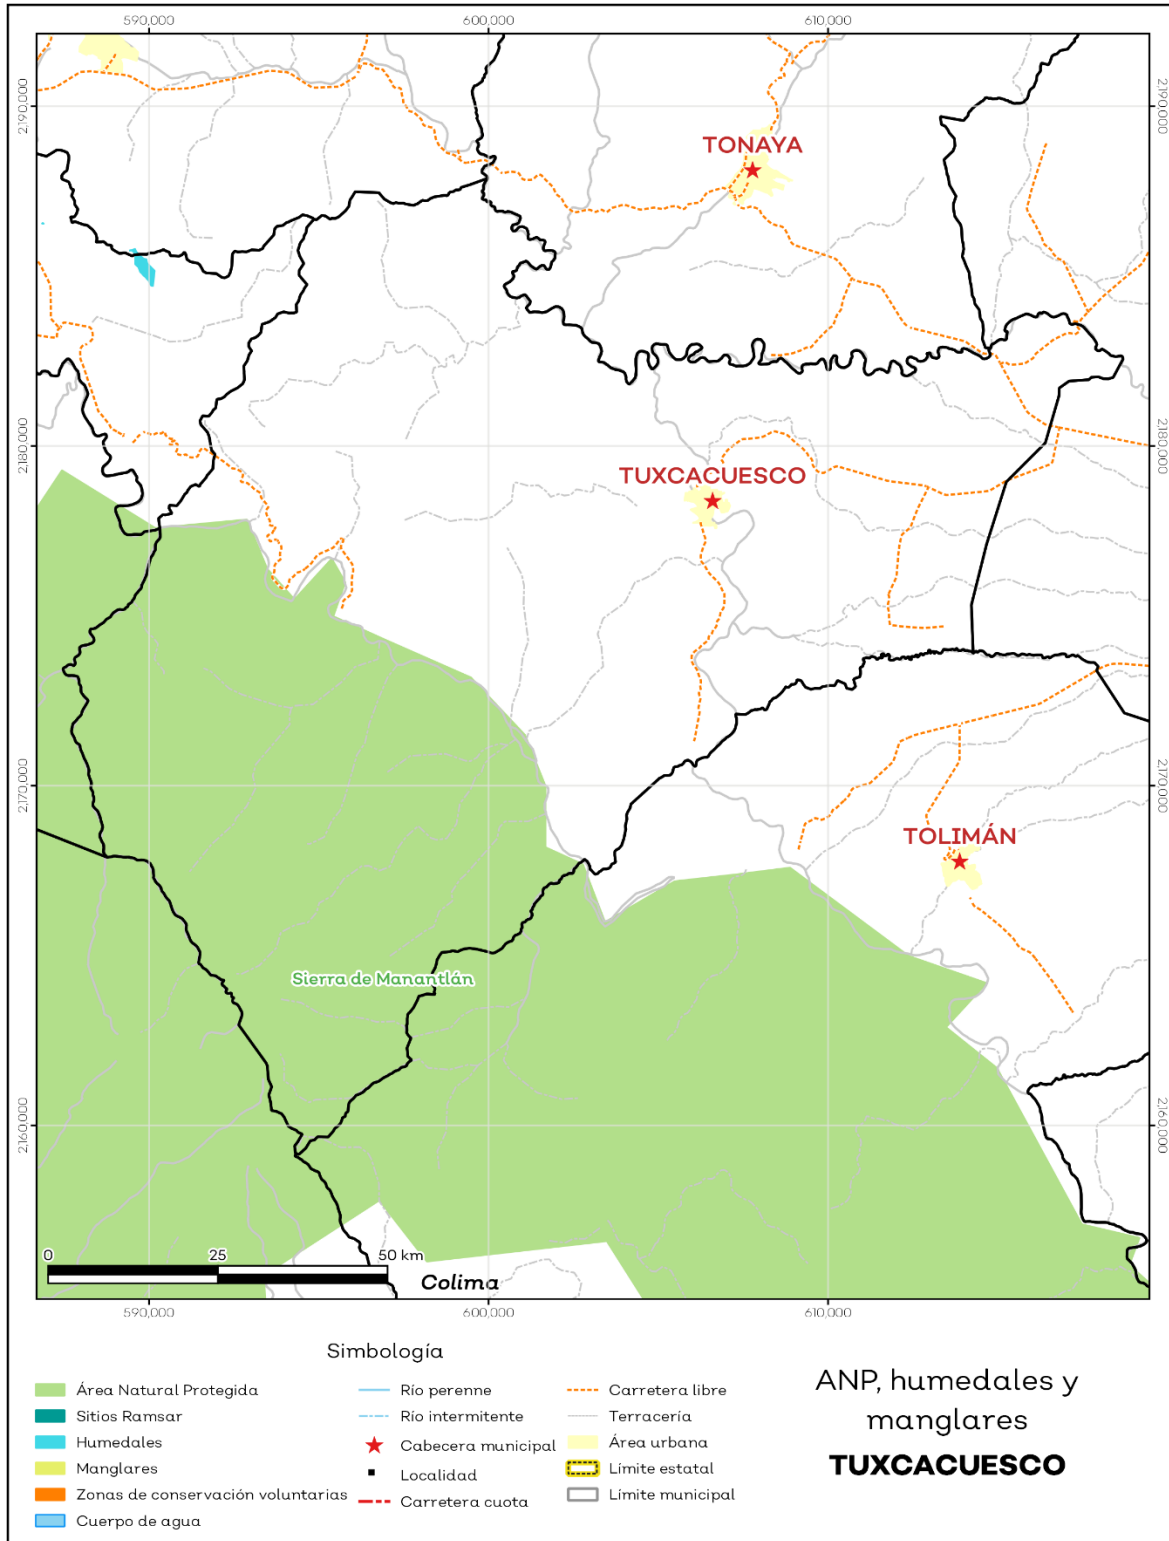 590,000 600,000 610,000
2190,000 2190,000
TONAYA
2180,000 2180,000
TUXCACUESCO
2170,000 2170,000
TOLIMÁN
Sierra de Manantlán
2160,000 2160,000
0 25 50 km
Colima
590,000 600,000 610,000
Simbología
Área Natural Protegida
Sitios Ramsar
Humedales
Manglares
Zonas de conservación voluntarias
Cuerpo de agua
Río perenne
Río intermitente
Cabecera municipal
Localidad
Carretera cuota
Carretera libre
Terracería
Área urbana
Límite estatal
Límite municipal
ANP, humedales y
manglares
TUXCACUESCO